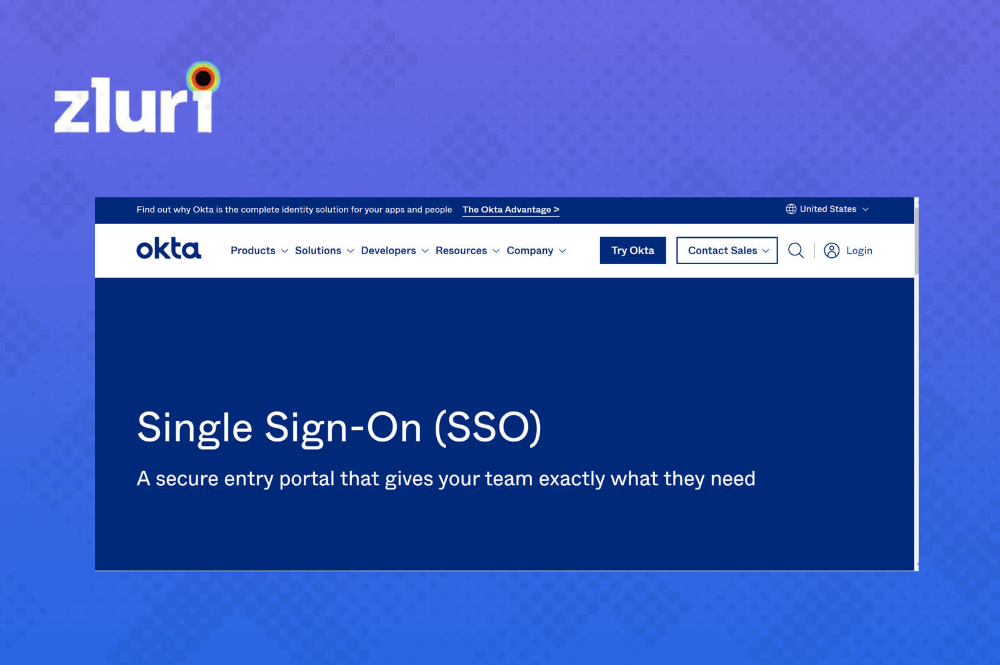 zluri
Find out why Okta is the complete identity solution for your apps and people The Okta Advantage > United States
okta Products Solutions Developers Resources Company Try Okta Contact Sales Login
Single Sign-On (SSO)
A secure entry portal that gives your team exactly what they need